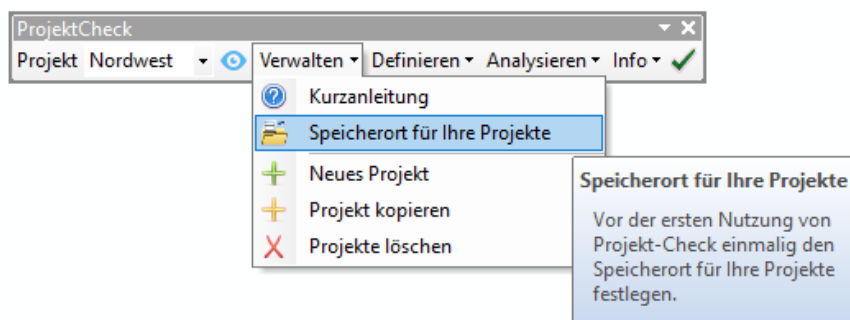 ProjektCheck
Projekt Nordwest Verwalten Definieren Analysieren Info
Kurzanleitung
Speicherort für Ihre Projekte
Neues Projekt
Projekt kopieren
Projekte löschen
Speicherort für Ihre Projekte
Vor der ersten Nutzung von
Projekt-Check einmalig den
Speicherort für Ihre Projekte
festlegen.